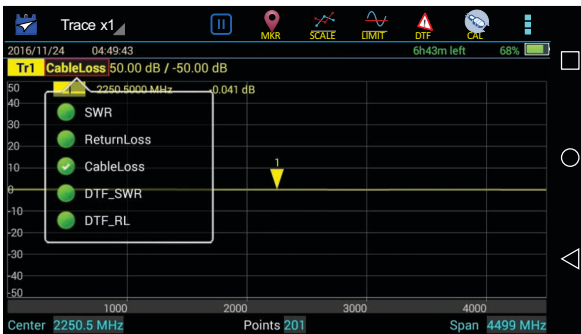 Trace x1
MKR SCALE LIMIT DTF CAL
2016/11/24 04:49:43 6h43m left 68%
Tr1 CableLoss 50.00 dB / -50.00 dB
1 2250.5000 MHz -0.041 dB
50
40
SWR
30
ReturnLoss
20
CableLoss
10
1
0
DTF_SWR
-10
DTF_RL
-20
-30
-40
-50
1000 2000 3000 4000
Center 2250.5 MHz Points 201 Span 4499 MHz